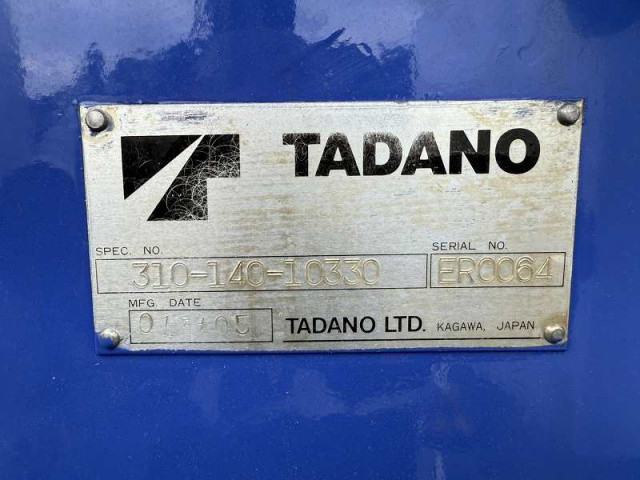 TADANO
SPEC. NO.
310-140-10330
SERIAL NO.
ER0064
MFG. DATE
TADANO LTD. KAGAWA, JAPAN